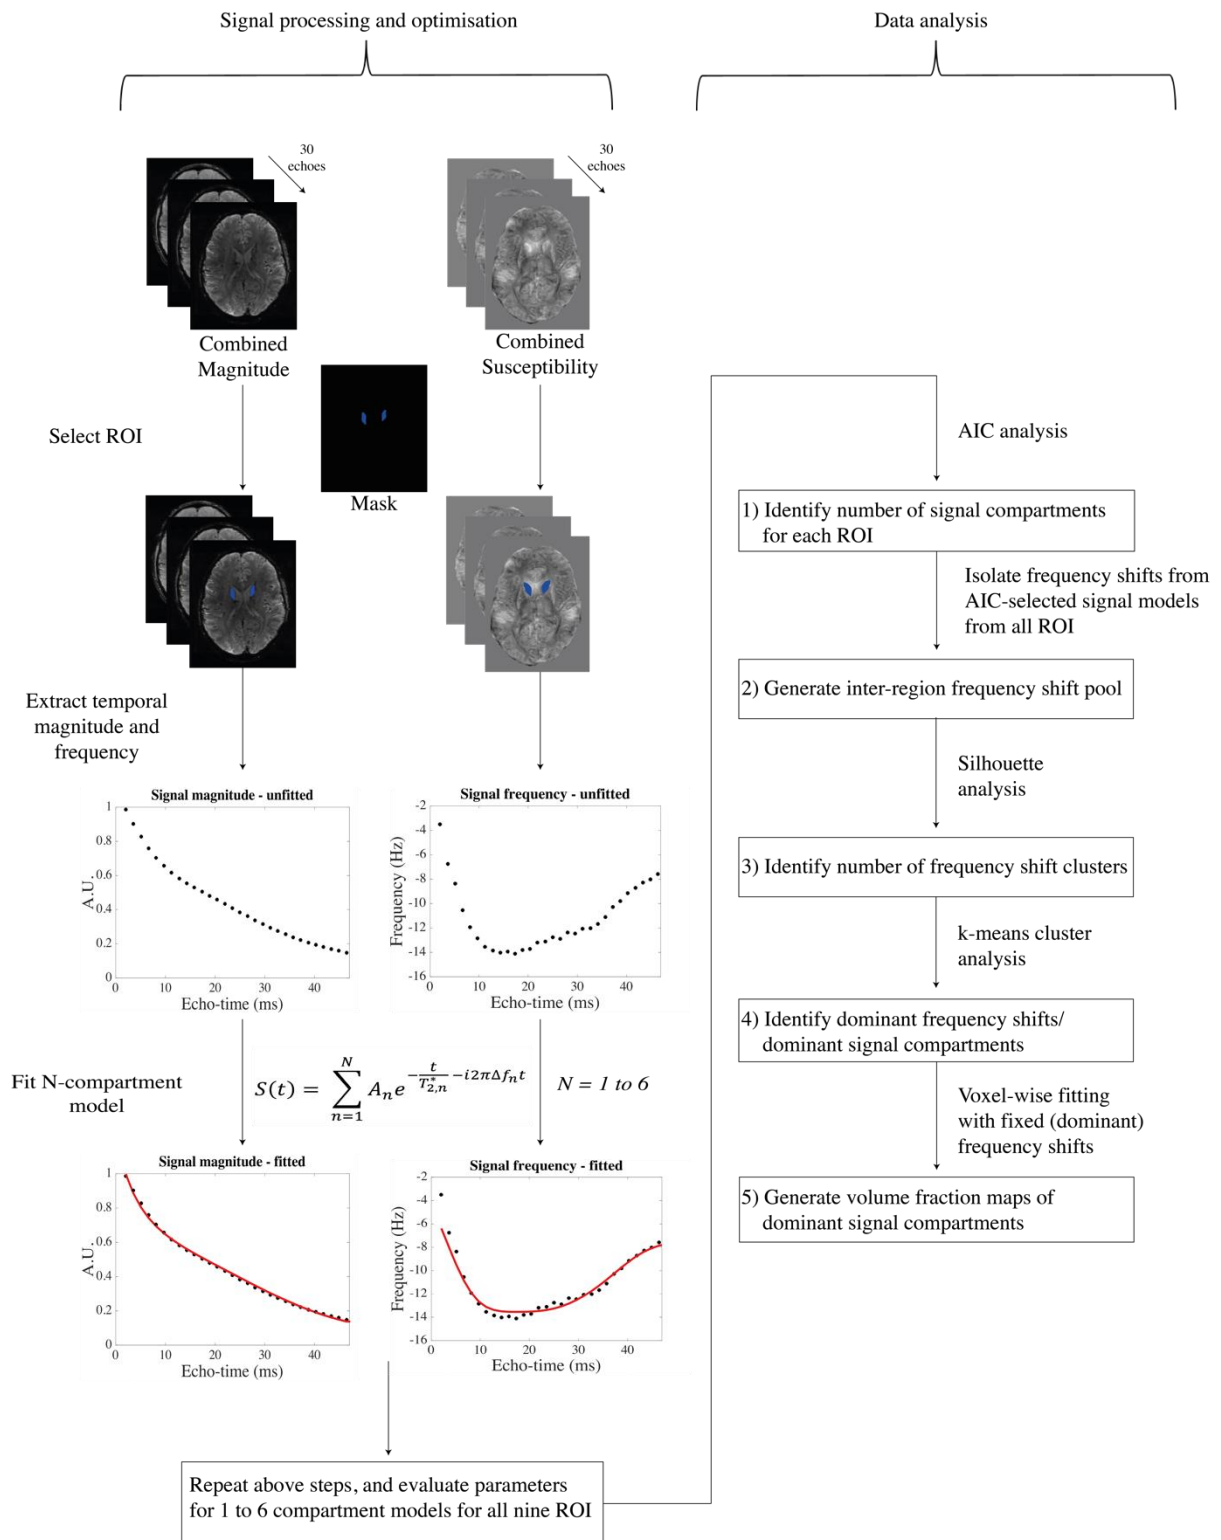 Signal processing and optimisation
Data analysis
30
echoes
30
echoes
Combined
Magnitude
Combined
Susceptibility
Select ROI
Mask
Extract temporal
magnitude and
frequency
Signal magnitude - unfitted
1
0.8
0.6
0.4
0.2
0
A.U.
0 10 20 30 40
Echo-time (ms)
Signal frequency - unfitted
-2
-4
-6
-8
-10
-12
-14
-16
Frequency (Hz)
0 10 20 30 40
Echo-time (ms)
Fit N-compartment
model
S(t) = \sum_{n=1}^{N} A_n e^{-\frac{t}{T_{2,n}^*} - i2\pi\Delta f_n t}
N = 1 to 6
Signal magnitude - fitted
1
0.8
0.6
0.4
0.2
0
A.U.
0 10 20 30 40
Echo-time (ms)
Signal frequency - fitted
-2
-4
-6
-8
-10
-12
-14
-16
Frequency (Hz)
0 10 20 30 40
Echo-time (ms)
Repeat above steps, and evaluate parameters
for 1 to 6 compartment models for all nine ROI
AIC analysis
1) Identify number of signal compartments
for each ROI
Isolate frequency shifts from
AIC-selected signal models
from all ROI
2) Generate inter-region frequency shift pool
Silhouette
analysis
3) Identify number of frequency shift clusters
k-means cluster
analysis
4) Identify dominant frequency shifts/
dominant signal compartments
Voxel-wise fitting
with fixed (dominant)
frequency shifts
5) Generate volume fraction maps of
dominant signal compartments